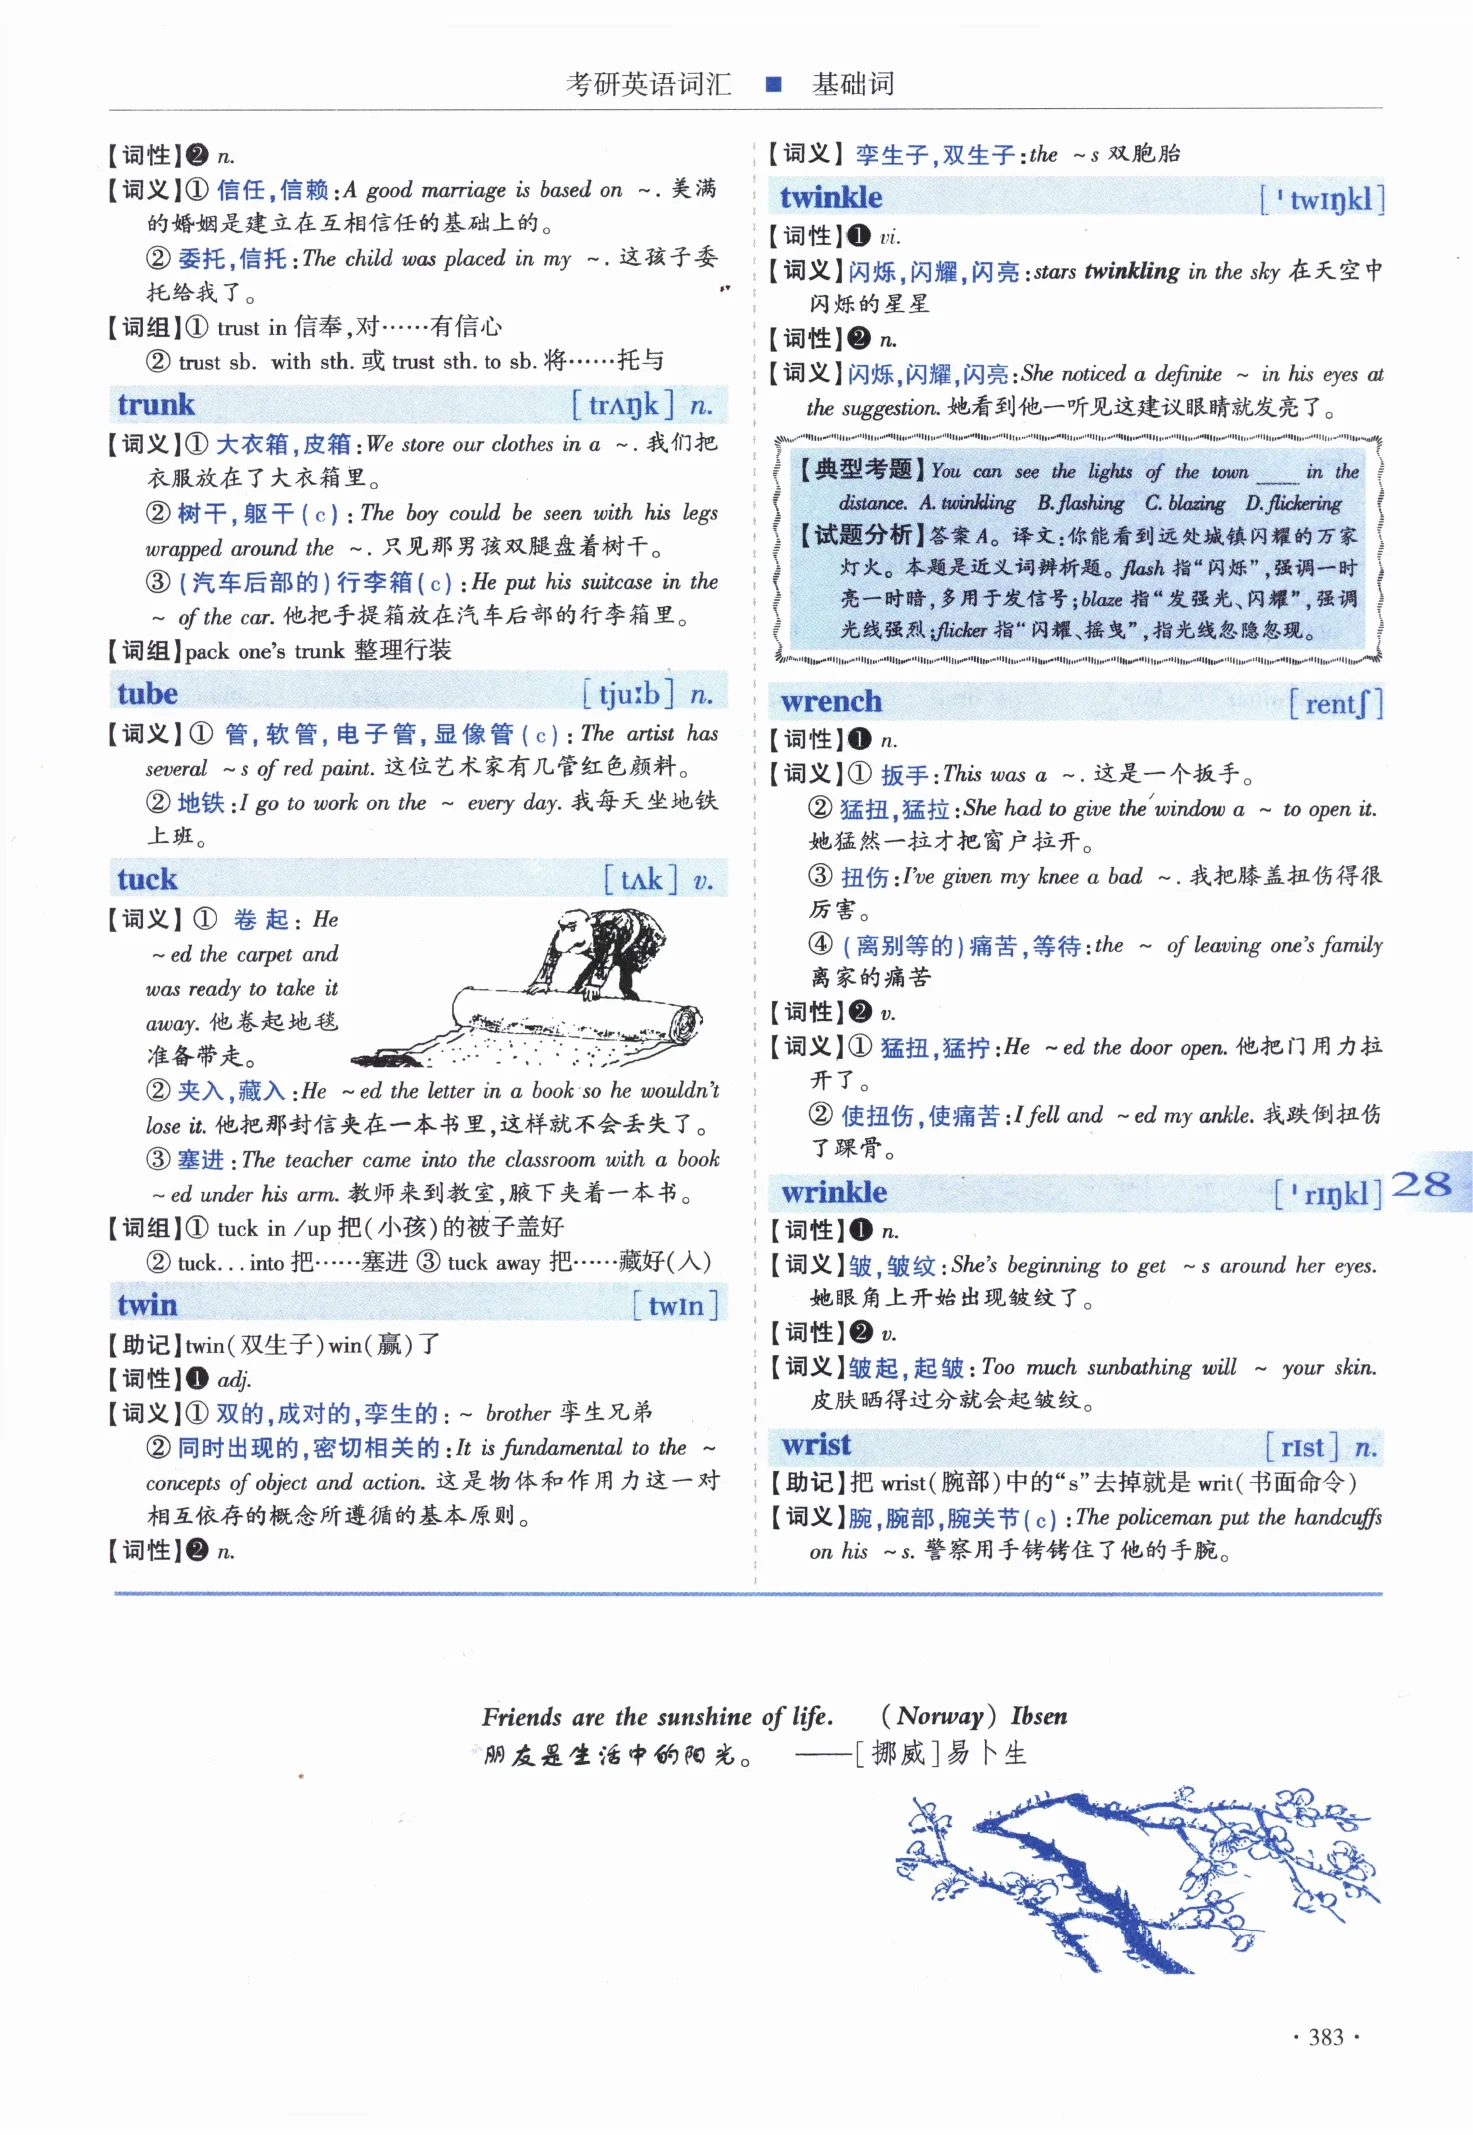 考研英语词汇 ■ 基础词
【词性】❷ n.
【词义】① 信任,信赖:A good marriage is based on ~. 美满
的婚姻是建立在互相信任的基础上的。
② 委托,信托:The child was placed in my ~. 这孩子委
托给我了。
【词组】① trust in 信奉,对……有信心
② trust sb. with sth. 或 trust sth. to sb. 将……托与
trunk [trʌŋk] n.
【词义】① 大衣箱,皮箱:We store our clothes in a ~. 我们把
衣服放在了大衣箱里。
② 树干,躯干(c):The boy could be seen with his legs
wrapped around the ~. 只见那男孩双腿盘着树干。
③ (汽车后部的)行李箱(c):He put his suitcase in the
~ of the car. 他把手提箱放在汽车后部的行李箱里。
【词组】pack one's trunk 整理行装
tube [tjuːb] n.
【词义】① 管,软管,电子管,显像管(c):The artist has
several ~s of red paint. 这位艺术家有几管红色颜料。
② 地铁:I go to work on the ~ every day. 我每天坐地铁
上班。
tuck [tʌk] v.
【词义】① 卷起: He
~ed the carpet and
was ready to take it
away. 他卷起地毯
准备带走。
② 夹入,藏入:He ~ed the letter in a book so he wouldn't
lose it. 他把那封信夹在一本书里,这样就不会丢失了。
③ 塞进:The teacher came into the classroom with a book
~ed under his arm. 教师来到教室,腋下夹着一本书。
【词组】① tuck in /up 把(小孩)的被子盖好
② tuck...into 把……塞进 ③ tuck away 把……藏好(人)
twin [twɪn]
【助记】twin(双生子)win(赢)了
【词性】❶ adj.
【词义】① 双的,成对的,孪生的: ~ brother 孪生兄弟
② 同时出现的,密切相关的:It is fundamental to the ~
concepts of object and action. 这是物体和作用力这一对
相互依存的概念所遵循的基本原则。
【词性】❷ n.
【词义】 孪生子,双生子:the ~s 双胞胎
twinkle ['twɪŋkl]
【词性】❶ vi.
【词义】闪烁,闪耀,闪亮:stars twinkling in the sky 在天空中
闪烁的星星
【词性】❷ n.
【词义】闪烁,闪耀,闪亮:She noticed a definite ~ in his eyes at
the suggestion. 她看到他一听见这建议眼睛就发亮了。
【典型考题】You can see the lights of the town ____ in the
distance. A. twinkling B. flashing C. blazing D. flickering
【试题分析】答案 A。译文:你能看到远处城镇闪耀的万家
灯火。本题是近义词辨析题。flash 指“闪烁”,强调一时
亮一时暗,多用于发信号;blaze 指“发强光、闪耀”,强调
光线强烈;flicker 指“闪耀、摇曳”,指光线忽隐忽现。
wrench [rentʃ]
【词性】❶ n.
【词义】① 扳手:This was a ~. 这是一个扳手。
② 猛扭,猛拉:She had to give the window a ~ to open it.
她猛然一拉才把窗户拉开。
③ 扭伤:I've given my knee a bad ~. 我把膝盖扭伤得很
厉害。
④ (离别等的)痛苦,等待:the ~ of leaving one's family
离家的痛苦
【词性】❷ v.
【词义】① 猛扭,猛拧:He ~ed the door open. 他把门用力拉
开了。
② 使扭伤,使痛苦:I fell and ~ed my ankle. 我跌倒扭伤
了踝骨。
wrinkle ['rɪŋkl]
28
【词性】❶ n.
【词义】皱,皱纹:She's beginning to get ~s around her eyes.
她眼角上开始出现皱纹了。
【词性】❷ v.
【词义】皱起,起皱:Too much sunbathing will ~ your skin.
皮肤晒得过分就会起皱纹。
wrist [rɪst] n.
【助记】把 wrist(腕部)中的“s”去掉就是 writ(书面命令)
【词义】腕,腕部,腕关节(c):The policeman put the handcuffs
on his ~s. 警察用手铐铐住了他的手腕。
Friends are the sunshine of life. (Norway) Ibsen
朋友是生活中的阳光。 ——[挪威]易卜生
·383·